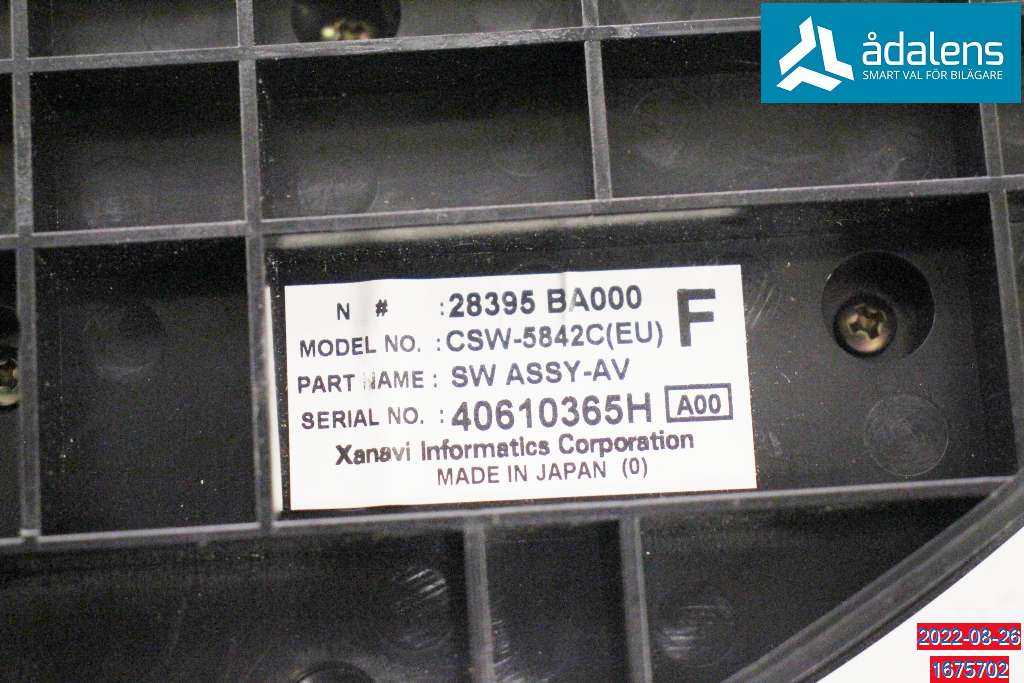 ådalens
SMART VAL FÖR BILÄGARE
N # : 28395 BA000 F
MODEL NO. : CSW-5842C(EU)
PART NAME : SW ASSY-AV
SERIAL NO. : 40610365H A00
Xanavi Informatics Corporation
MADE IN JAPAN (0)
2022-08-26
1675702